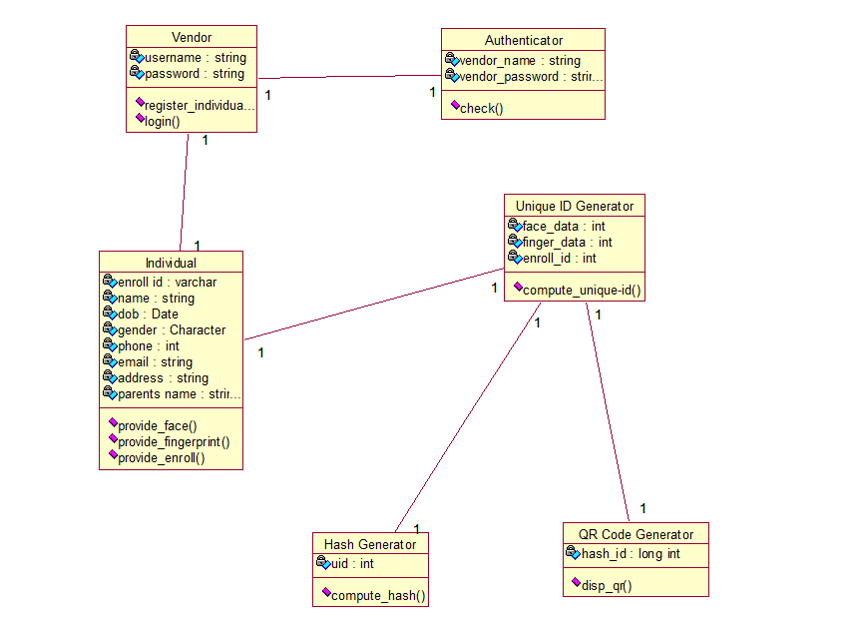 Vendor
username : string
password : string
register_individua...
login()
1
1
Authenticator
vendor_name : string
vendor_password : strin...
check()
1
1
Individual
enroll id : varchar
name : string
dob : Date
gender : Character
phone : int
email : string
address : string
parents name : strin...
provide_face()
provide_fingerprint()
provide_enroll()
1
Unique ID Generator
face_data : int
finger_data : int
enroll_id : int
compute_unique-id()
1
1
1
1
Hash Generator
uid : int
compute_hash()
1
QR Code Generator
hash_id : long int
disp_qr()